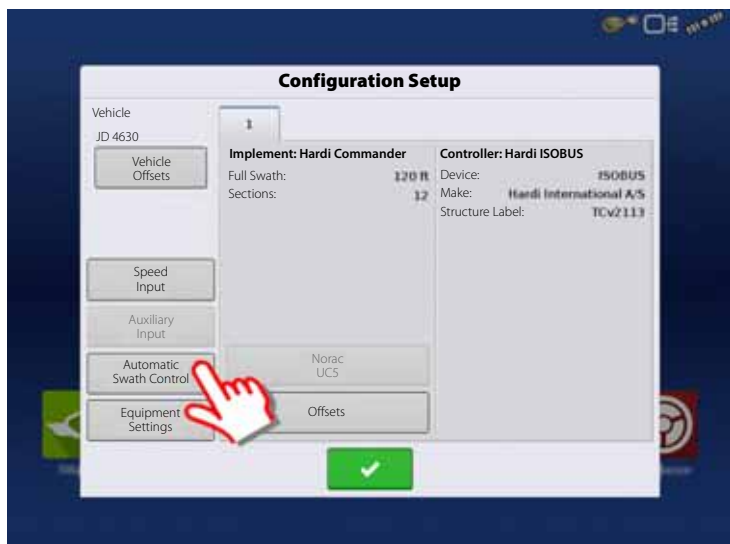 Configuration Setup
Vehicle
JD 4630
Vehicle
Offsets
Speed
Input
Auxiliary
Input
Automatic
Swath Control
Equipment
Settings
1
Implement: Hardi Commander
Full Swath: 120 ft
Sections: 12
Norac
UC5
Offsets
Controller: Hardi ISOBUS
Device: ISOBUS
Make: Hardi International A/S
Structure Label: TCv2113